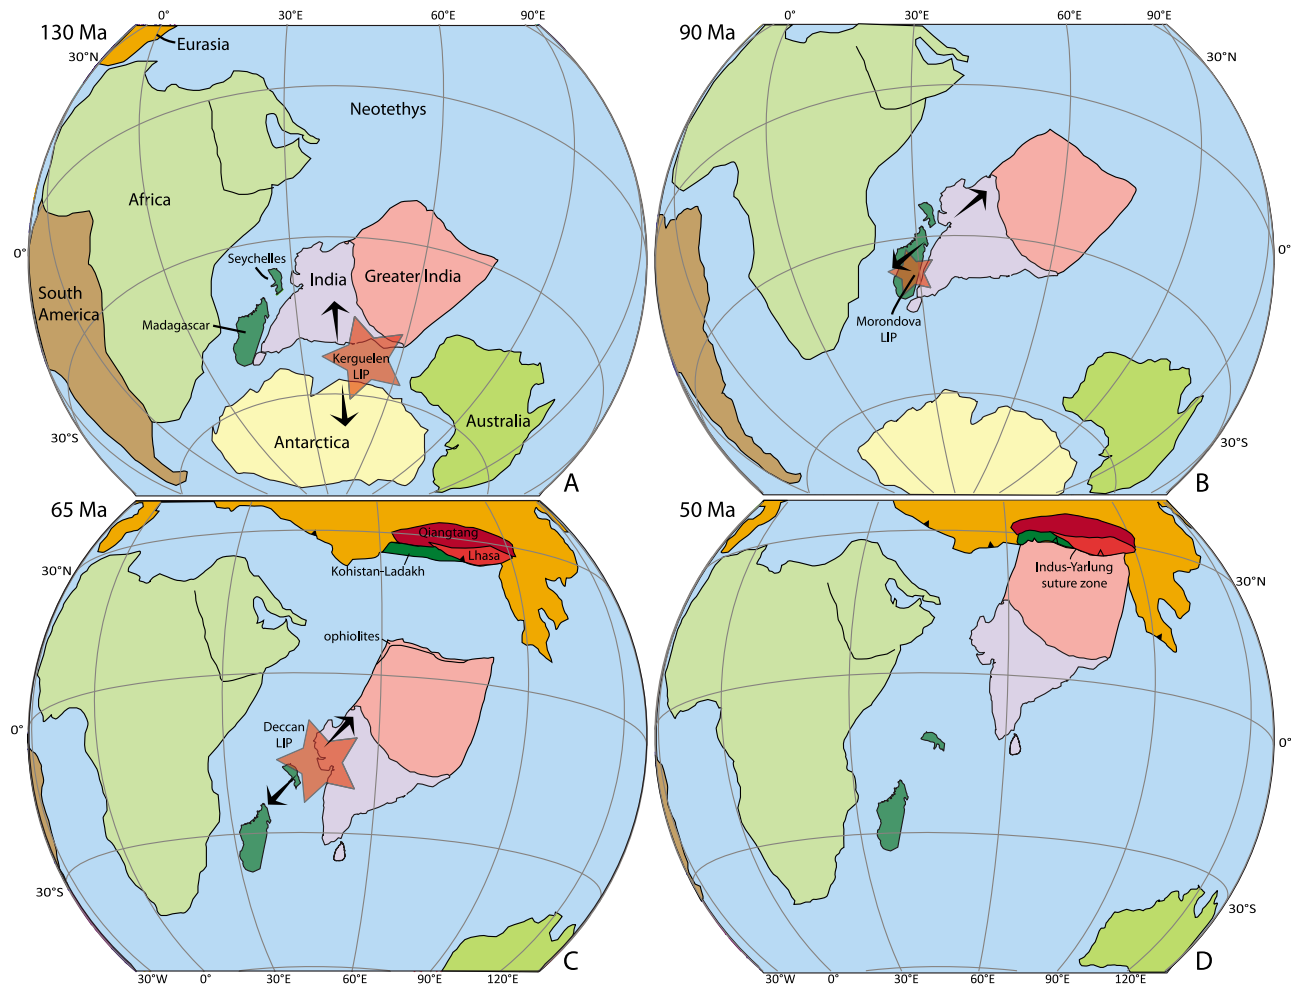 130 Ma
0°
30°E
60°E
90°E
30°N
Eurasia
Neotethys
Africa
Seychelles
India
Greater India
0°
South
America
Madagascar
Kerguelen
LIP
Australia
Antarctica
30°S
A
90 Ma
0°
30°E
60°E
90°E
30°N
0°
Morondova
LIP
30°S
B
65 Ma
Qiangtang
Lhasa
Kohistan-Ladakh
30°N
ophiolites
Deccan
LIP
0°
30°S
C
30°W
0°
60°E
90°E
120°E
50 Ma
Indus-Yarlung
suture zone
30°N
0°
30°S
D
30°W
0°
60°E
90°E
120°E